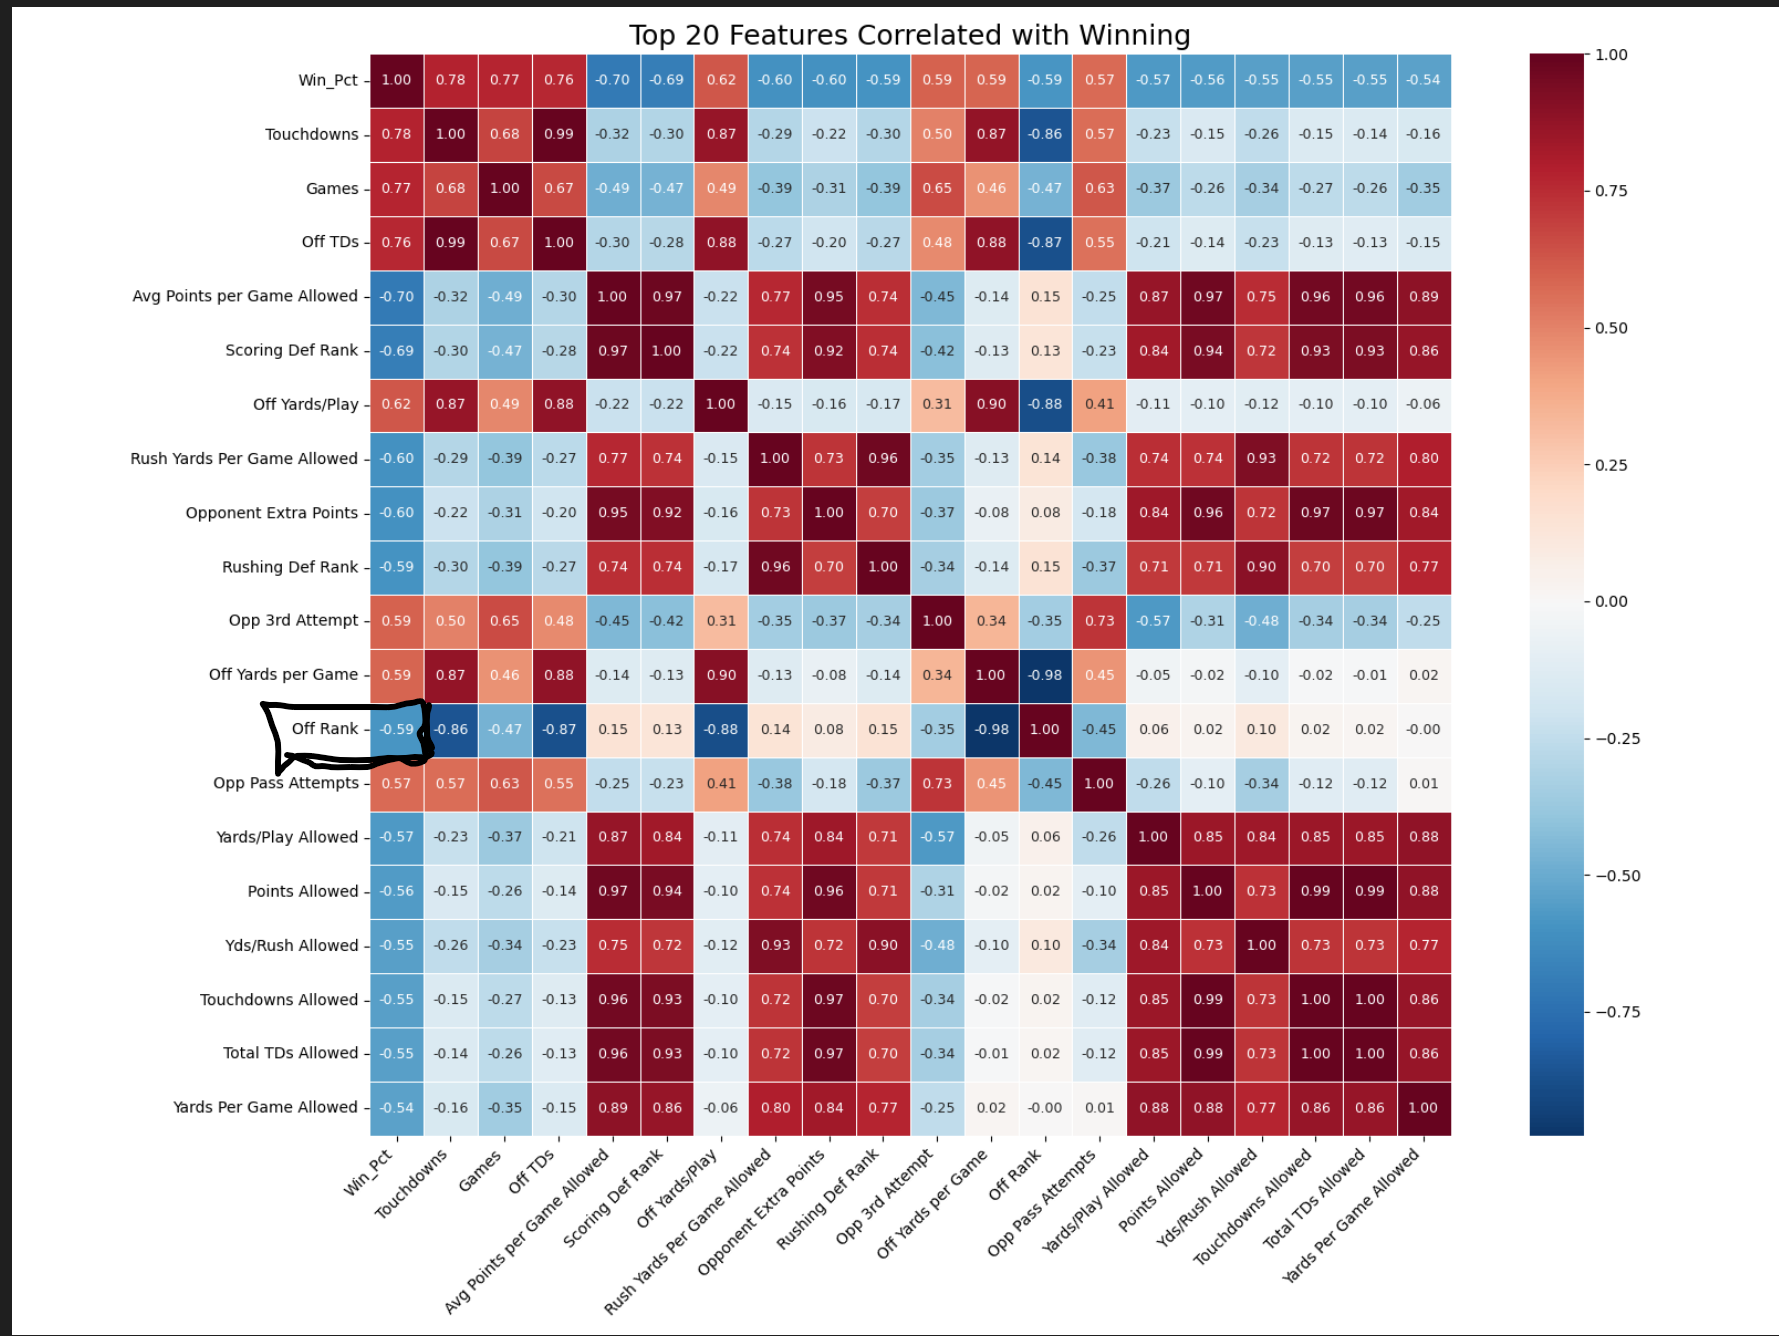 Top 20 Features Correlated with Winning
Win_Pct 1.00 0.78 0.77 0.76 -0.70 -0.69 0.62 -0.60 -0.60 -0.59 0.59 0.59 -0.59 0.57 -0.57 -0.56 -0.55 -0.55 -0.55 -0.54
Touchdowns 0.78 1.00 0.68 0.99 -0.32 -0.30 0.87 -0.29 -0.22 -0.30 0.50 0.87 -0.86 0.57 -0.23 -0.15 -0.26 -0.15 -0.14 -0.16
Games 0.77 0.68 1.00 0.67 -0.49 -0.47 0.49 -0.39 -0.31 -0.39 0.65 0.46 -0.47 0.63 -0.37 -0.26 -0.34 -0.27 -0.26 -0.35
Off TDs 0.76 0.99 0.67 1.00 -0.30 -0.28 0.88 -0.27 -0.20 -0.27 0.48 0.88 -0.87 0.55 -0.21 -0.14 -0.23 -0.13 -0.13 -0.15
Avg Points per Game Allowed -0.70 -0.32 -0.49 -0.30 1.00 0.97 -0.22 0.77 0.95 0.74 -0.45 -0.14 0.15 -0.25 0.87 0.97 0.75 0.96 0.96 0.89
Scoring Def Rank -0.69 -0.30 -0.47 -0.28 0.97 1.00 -0.22 0.74 0.92 0.74 -0.42 -0.13 0.13 -0.23 0.84 0.94 0.72 0.93 0.93 0.86
Off Yards/Play 0.62 0.87 0.49 0.88 -0.22 -0.22 1.00 -0.15 -0.16 -0.17 0.31 0.90 -0.88 0.41 -0.11 -0.10 -0.12 -0.10 -0.10 -0.06
Rush Yards Per Game Allowed -0.60 -0.29 -0.39 -0.27 0.77 0.74 -0.15 1.00 0.73 0.96 -0.35 -0.13 0.14 -0.38 0.74 0.74 0.93 0.72 0.72 0.80
Opponent Extra Points -0.60 -0.22 -0.31 -0.20 0.95 0.92 -0.16 0.73 1.00 0.70 -0.37 -0.08 0.08 -0.18 0.84 0.96 0.72 0.97 0.97 0.84
Rushing Def Rank -0.59 -0.30 -0.39 -0.27 0.74 0.74 -0.17 0.96 0.70 1.00 -0.34 -0.14 0.15 -0.37 0.71 0.71 0.90 0.70 0.70 0.77
Opp 3rd Attempt 0.59 0.50 0.65 0.48 -0.45 -0.42 0.31 -0.35 -0.37 -0.34 1.00 0.34 -0.35 0.73 -0.57 -0.31 -0.48 -0.34 -0.34 -0.25
Off Yards per Game 0.59 0.87 0.46 0.88 -0.14 -0.13 0.90 -0.13 -0.08 -0.14 0.34 1.00 -0.98 0.45 -0.05 -0.02 -0.10 -0.02 -0.01 0.02
Off Rank -0.59 -0.86 -0.47 -0.87 0.15 0.13 -0.88 0.14 0.08 0.15 -0.35 -0.98 1.00 -0.45 0.06 0.02 0.10 0.02 0.02 -0.00
Opp Pass Attempts 0.57 0.57 0.63 0.55 -0.25 -0.23 0.41 -0.38 -0.18 -0.37 0.73 0.45 -0.45 1.00 -0.26 -0.10 -0.34 -0.12 -0.12 0.01
Yards/Play Allowed -0.57 -0.23 -0.37 -0.21 0.87 0.84 -0.11 0.74 0.84 0.71 -0.57 -0.05 0.06 -0.26 1.00 0.85 0.84 0.85 0.85 0.88
Points Allowed -0.56 -0.15 -0.26 -0.14 0.97 0.94 -0.10 0.74 0.96 0.71 -0.31 -0.02 0.02 -0.10 0.85 1.00 0.73 0.99 0.99 0.88
Yds/Rush Allowed -0.55 -0.26 -0.34 -0.23 0.75 0.72 -0.12 0.93 0.72 0.90 -0.48 -0.10 0.10 -0.34 0.84 0.73 1.00 0.73 0.73 0.77
Touchdowns Allowed -0.55 -0.15 -0.27 -0.13 0.96 0.93 -0.10 0.72 0.97 0.70 -0.34 -0.02 0.02 -0.12 0.85 0.99 0.73 1.00 1.00 0.86
Total TDs Allowed -0.55 -0.14 -0.26 -0.13 0.96 0.93 -0.10 0.72 0.97 0.70 -0.34 -0.01 0.02 -0.12 0.85 0.99 0.73 1.00 1.00 0.86
Yards Per Game Allowed -0.54 -0.16 -0.35 -0.15 0.89 0.86 -0.06 0.80 0.84 0.77 -0.25 0.02 -0.00 0.01 0.88 0.88 0.77 0.86 0.86 1.00
Win_Pct
Touchdowns
Games
Off TDs
Avg Points per Game Allowed
Scoring Def Rank
Off Yards/Play
Rush Yards Per Game Allowed
Opponent Extra Points
Rushing Def Rank
Opp 3rd Attempt
Off Yards per Game
Off Rank
Opp Pass Attempts
Yards/Play Allowed
Points Allowed
Yds/Rush Allowed
Touchdowns Allowed
Total TDs Allowed
Yards Per Game Allowed
1.00
0.75
0.50
0.25
0.00
−0.25
−0.50
−0.75